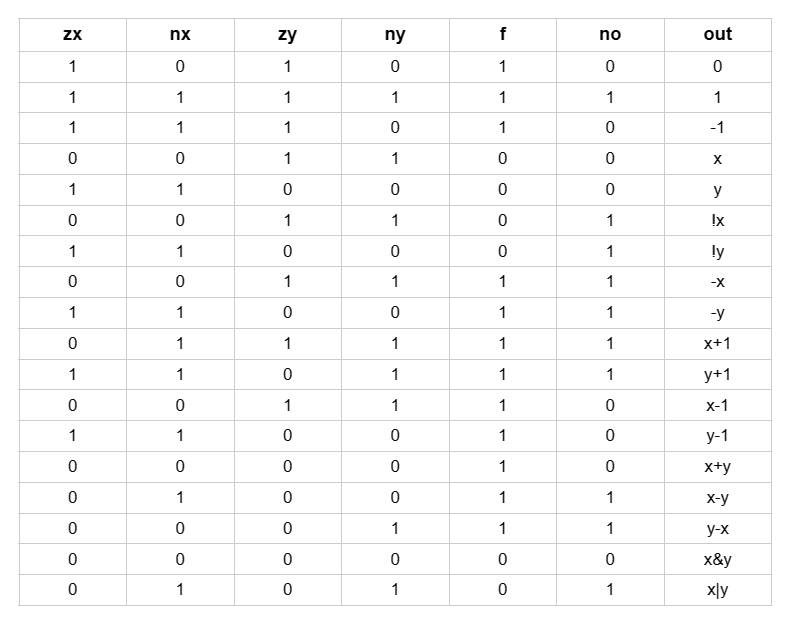 zx nx zy ny f no out
1 0 1 0 1 0 0
1 1 1 1 1 1 1
1 1 1 0 1 0 -1
0 0 1 1 0 0 x
1 1 0 0 0 0 y
0 0 1 1 0 1 !x
1 1 0 0 0 1 !y
0 0 1 1 1 1 -x
1 1 0 0 1 1 -y
0 1 1 1 1 1 x+1
1 1 0 1 1 1 y+1
0 0 1 1 1 0 x-1
1 1 0 0 1 0 y-1
0 0 0 0 1 0 x+y
0 1 0 0 1 1 x-y
0 0 0 1 1 1 y-x
0 0 0 0 0 0 x&y
0 1 0 1 0 1 x|y